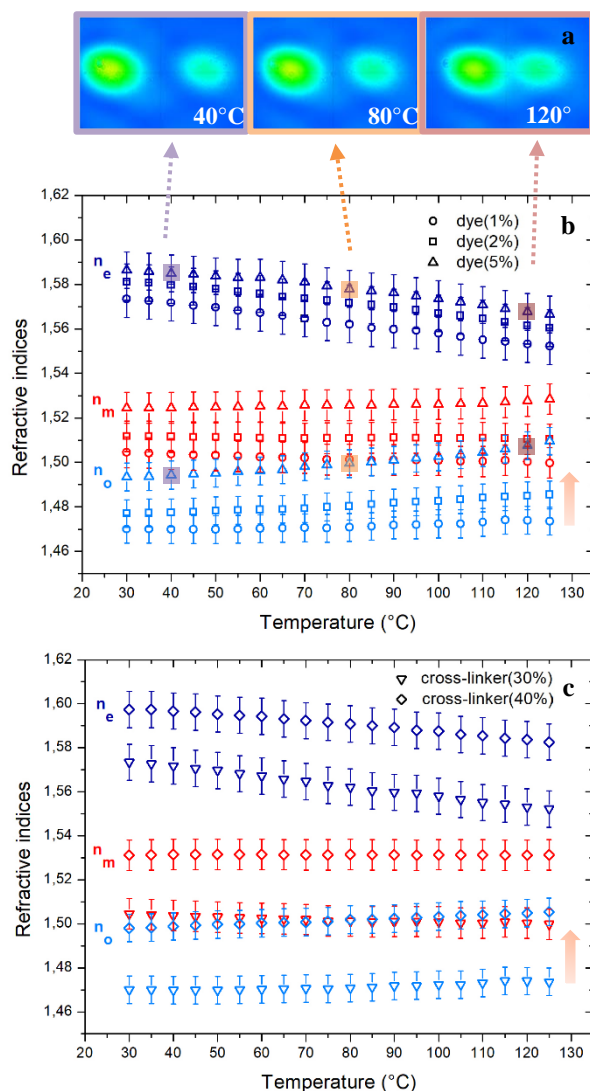 a
40°C
80°C
120°
b
1,62
1,60
1,58
1,56
1,54
1,52
1,50
1,48
1,46
Refractive indices
n e
n m
n o
dye(1%)
dye(2%)
dye(5%)
20 30 40 50 60 70 80 90 100 110 120 130
Temperature (°C)
c
1,62
1,60
1,58
1,56
1,54
1,52
1,50
1,48
1,46
Refractive indices
n e
n m
n o
cross-linker(30%)
cross-linker(40%)
20 30 40 50 60 70 80 90 100 110 120 130
Temperature (°C)